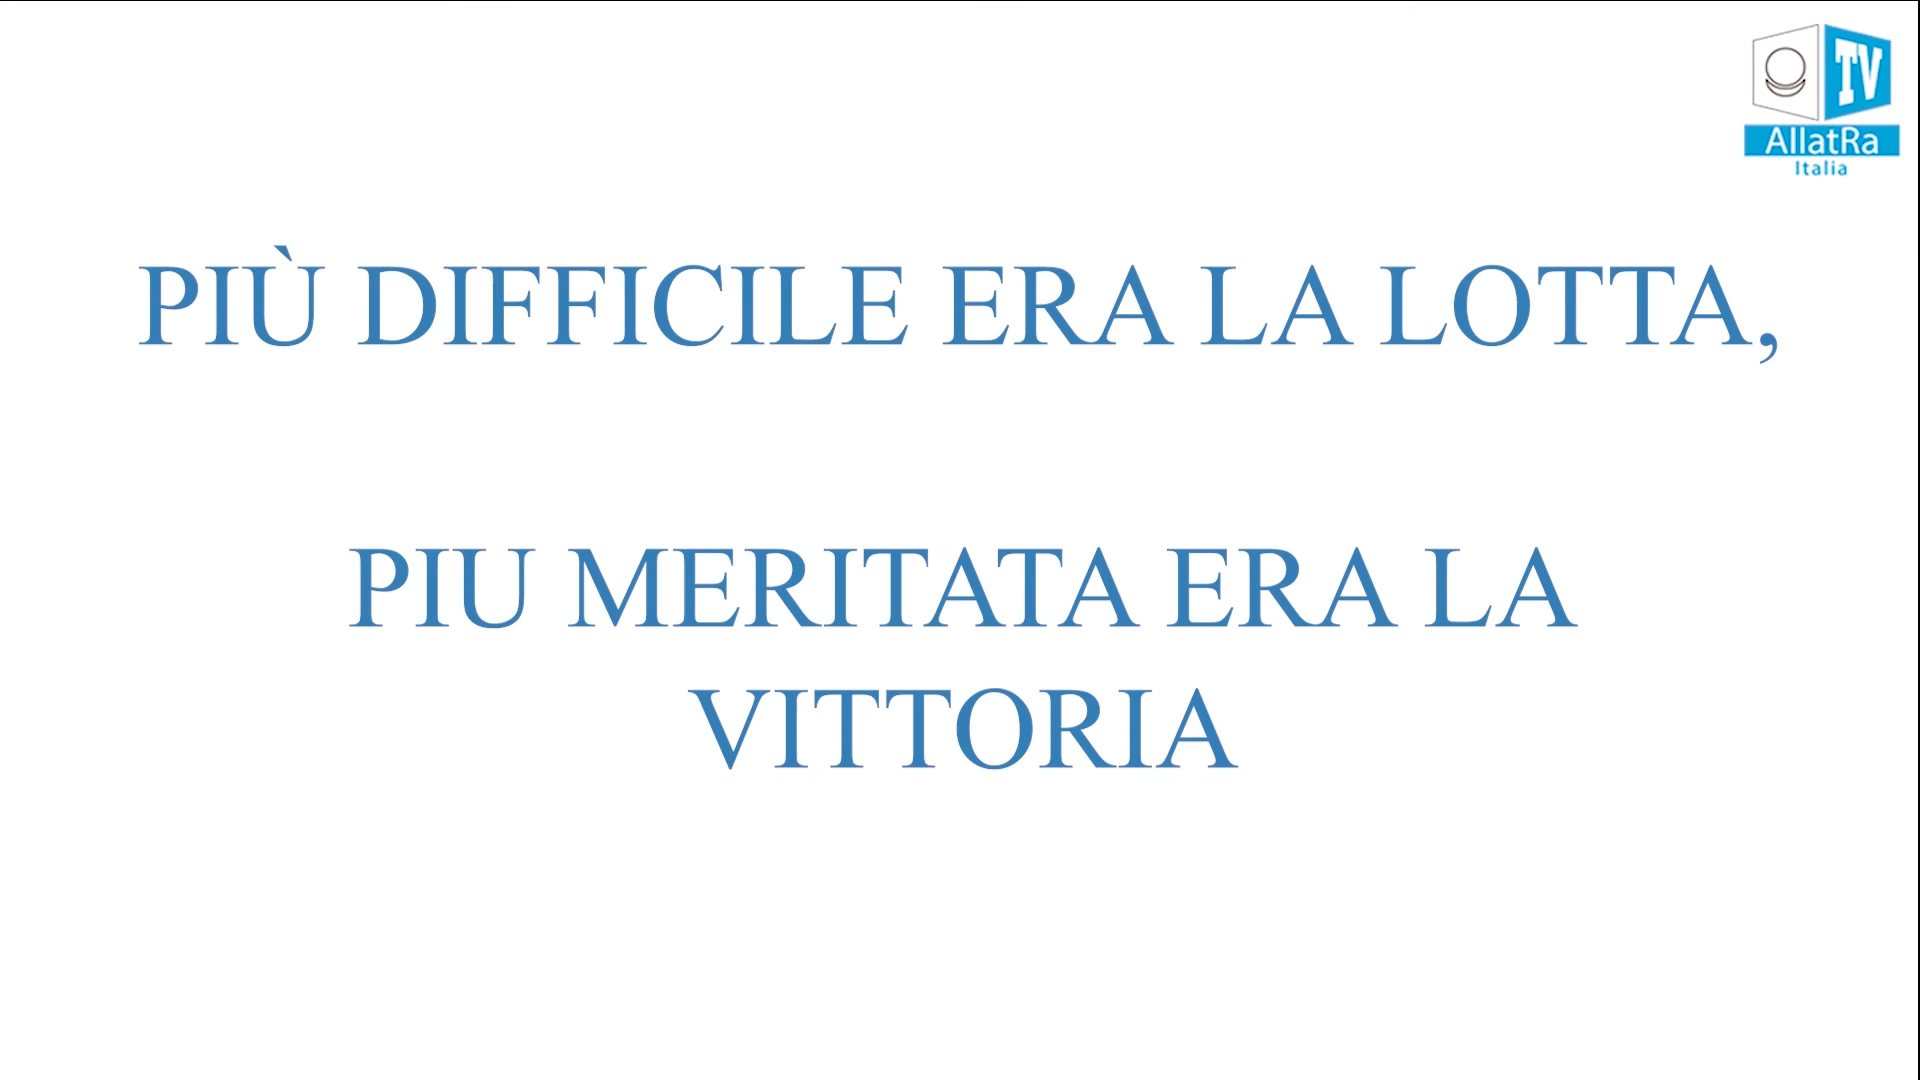 TV
AllatRa
Italia
PIÙ DIFFICILE ERA LA LOTTA,
PIU MERITATA ERA LA
VITTORIA